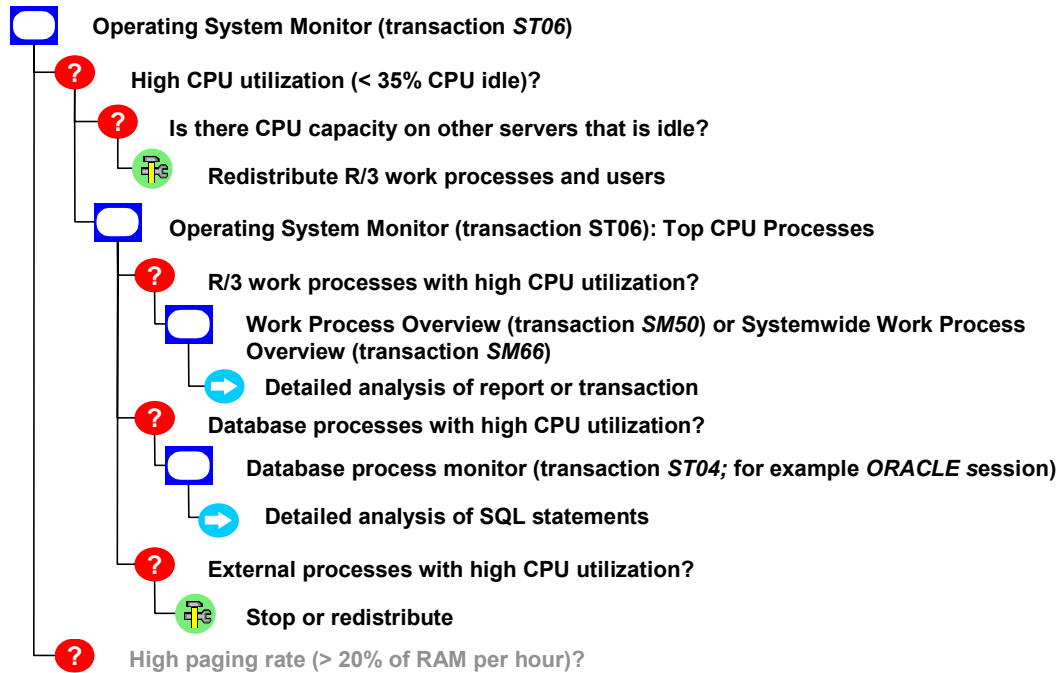 Operating System Monitor (transaction ST06)
? High CPU utilization (< 35% CPU idle)?
? Is there CPU capacity on other servers that is idle?
Redistribute R/3 work processes and users
Operating System Monitor (transaction ST06): Top CPU Processes
? R/3 work processes with high CPU utilization?
Work Process Overview (transaction SM50) or Systemwide Work Process
Overview (transaction SM66)
Detailed analysis of report or transaction
? Database processes with high CPU utilization?
Database process monitor (transaction ST04; for example ORACLE session)
Detailed analysis of SQL statements
? External processes with high CPU utilization?
Stop or redistribute
? High paging rate (> 20% of RAM per hour)?